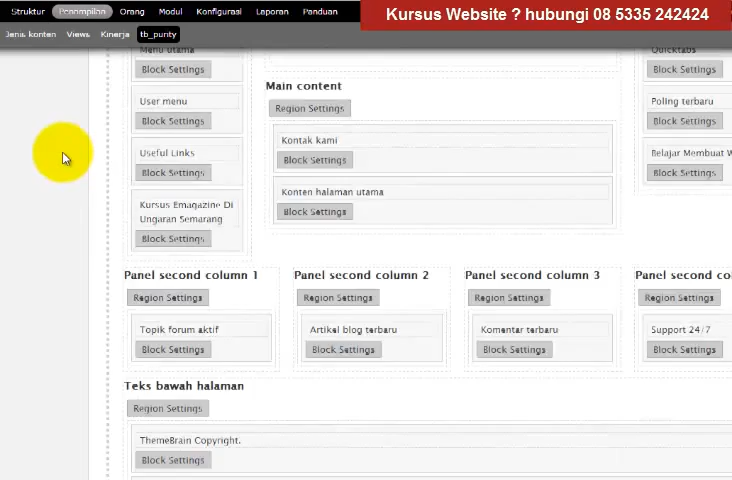 Struktur Penampilan Orang Modul Konfigurasi Laporan Panduan
Kursus Website ? hubungi 08 5335 242424
Jenis konten Views Kinerja tb_purity
Menu utama
Block Settings
User menu
Block Settings
Useful Links
Block Settings
Kursus Emagazine Di
Ungaran Semarang
Block Settings
Main content
Region Settings
Kontak kami
Block Settings
Konten halaman utama
Block Settings
Quicktabs
Block Settings
Poling terbaru
Block Settings
Belajar Membuat W
Block Settings
Panel second column 1
Region Settings
Topik forum aktif
Block Settings
Panel second column 2
Region Settings
Artikel blog terbaru
Block Settings
Panel second column 3
Region Settings
Komentar terbaru
Block Settings
Panel second co
Region Settings
Support 24/7
Block Settings
Teks bawah halaman
Region Settings
ThemeBrain Copyright.
Block Settings